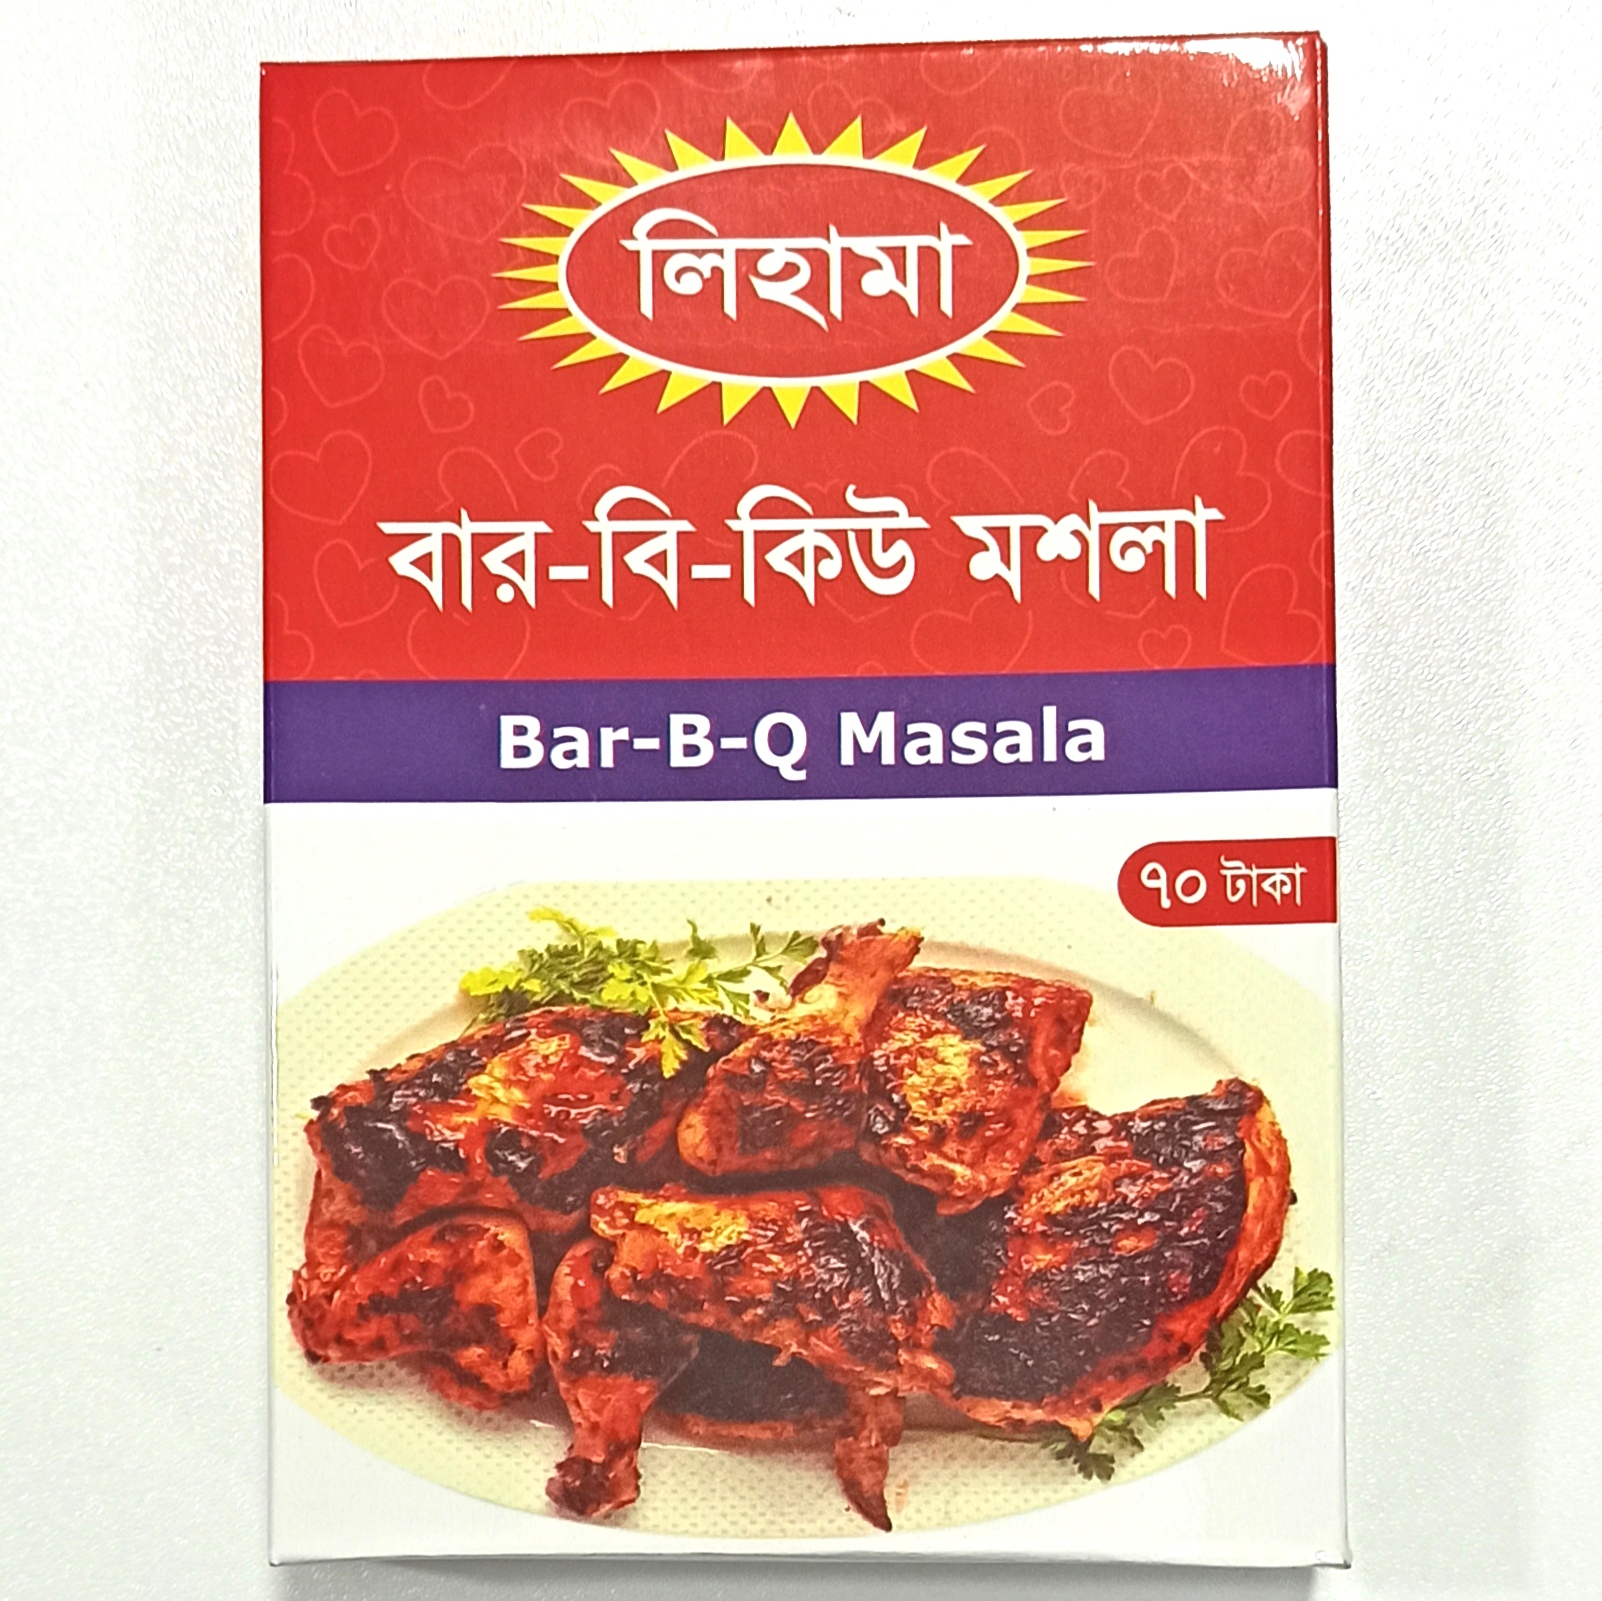 লিহামা
বার-বি-কিউ মশলা
Bar-B-Q Masala
৭০ টাকা